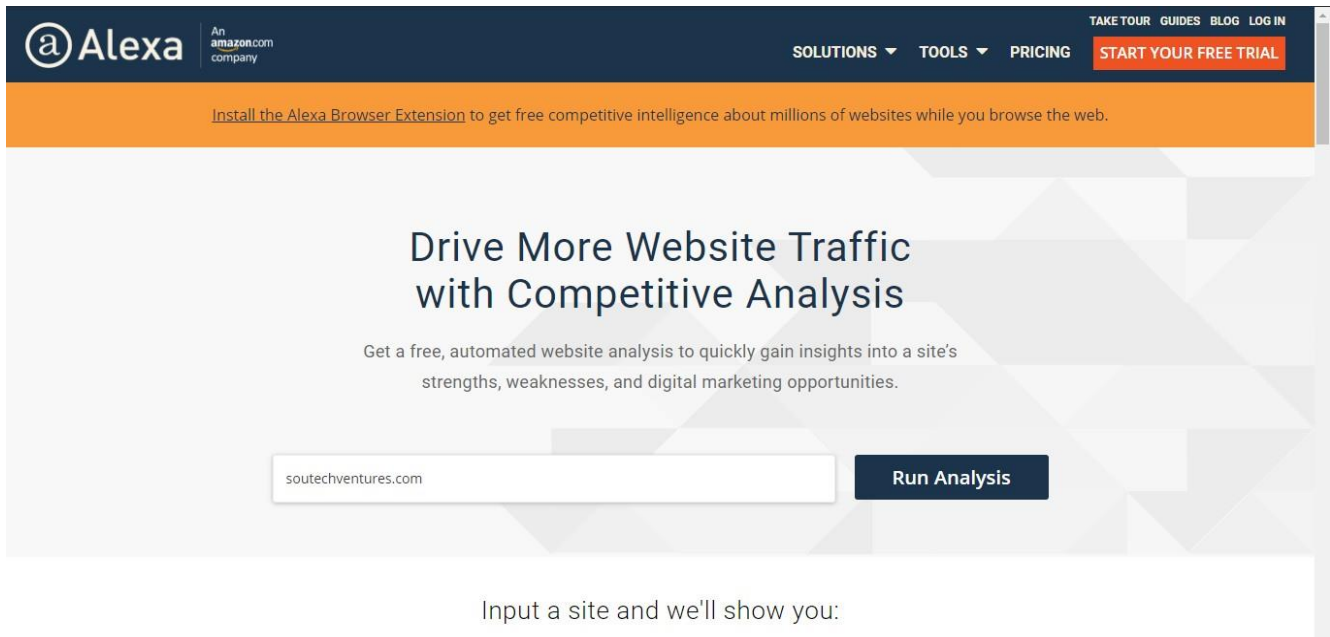 TAKE TOUR GUIDES BLOG LOG IN
a Alexa
An
amazon.com
company
SOLUTIONS TOOLS PRICING START YOUR FREE TRIAL
Install the Alexa Browser Extension to get free competitive intelligence about millions of websites while you browse the web.
Drive More Website Traffic
with Competitive Analysis
Get a free, automated website analysis to quickly gain insights into a site's
strengths, weaknesses, and digital marketing opportunities.
soutechventures.com Run Analysis
Input a site and we'll show you: